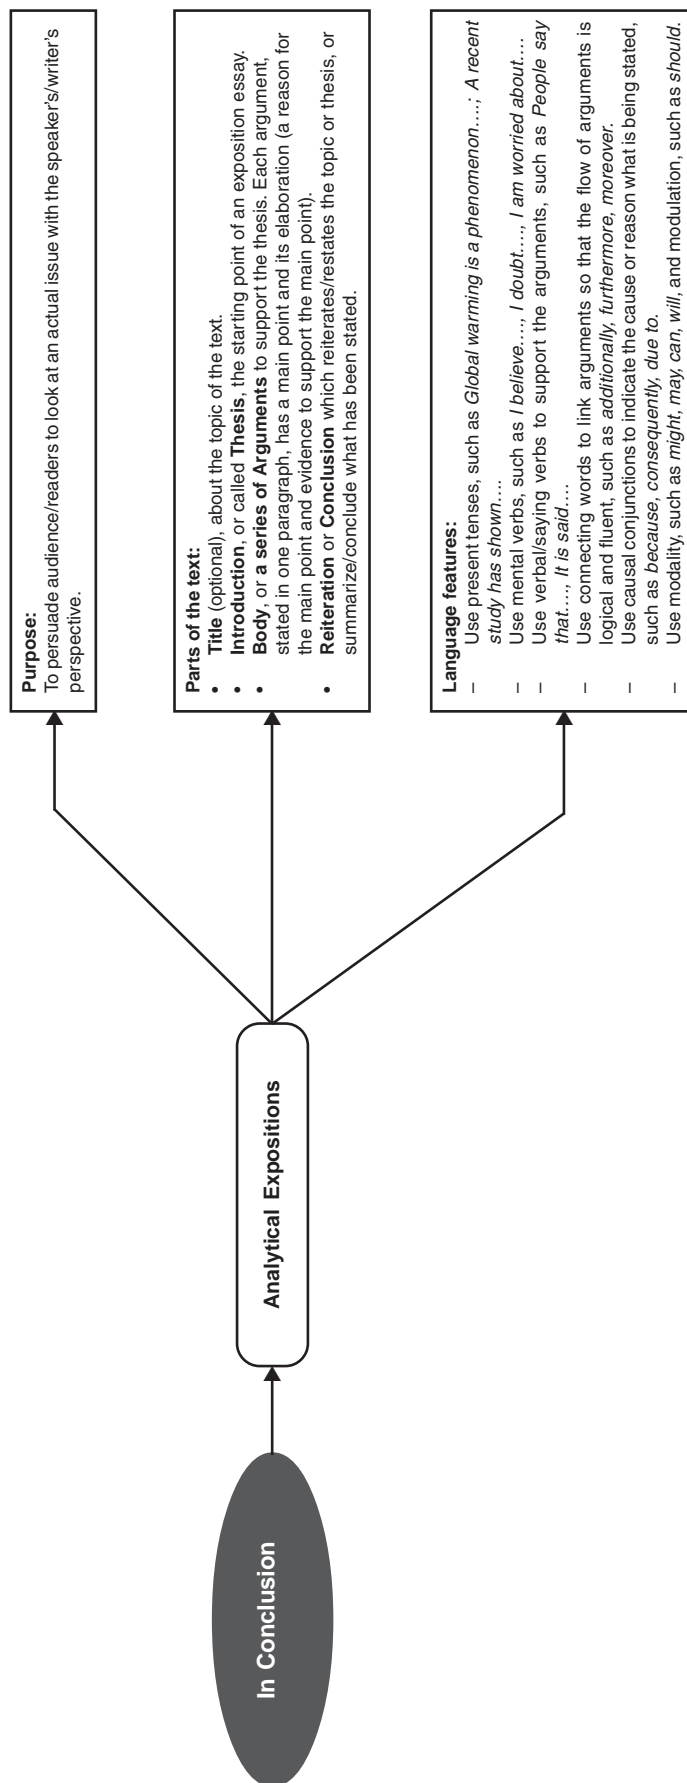 In Conclusion
Analytical Expositions
Purpose:
To persuade audience/readers to look at an actual issue with the speaker's/writer's
perspective.
Parts of the text:
• Title (optional), about the topic of the text.
• Introduction, or called Thesis, the starting point of an exposition essay.
• Body, or a series of Arguments to support the thesis. Each argument,
stated in one paragraph, has a main point and its elaboration (a reason for
the main point and evidence to support the main point).
• Reiteration or Conclusion which reiterates/restates the topic or thesis, or
summarize/conclude what has been stated.
Language features:
– Use present tenses, such as Global warming is a phenomenon....; A recent
study has shown....
– Use mental verbs, such as I believe...., I doubt...., I am worried about....
– Use verbal/saying verbs to support the arguments, such as People say
that...., It is said....
– Use connecting words to link arguments so that the flow of arguments is
logical and fluent, such as additionally, furthermore, moreover.
– Use causal conjunctions to indicate the cause or reason what is being stated,
such as because, consequently, due to.
– Use modality, such as might, may, can, will, and modulation, such as should.